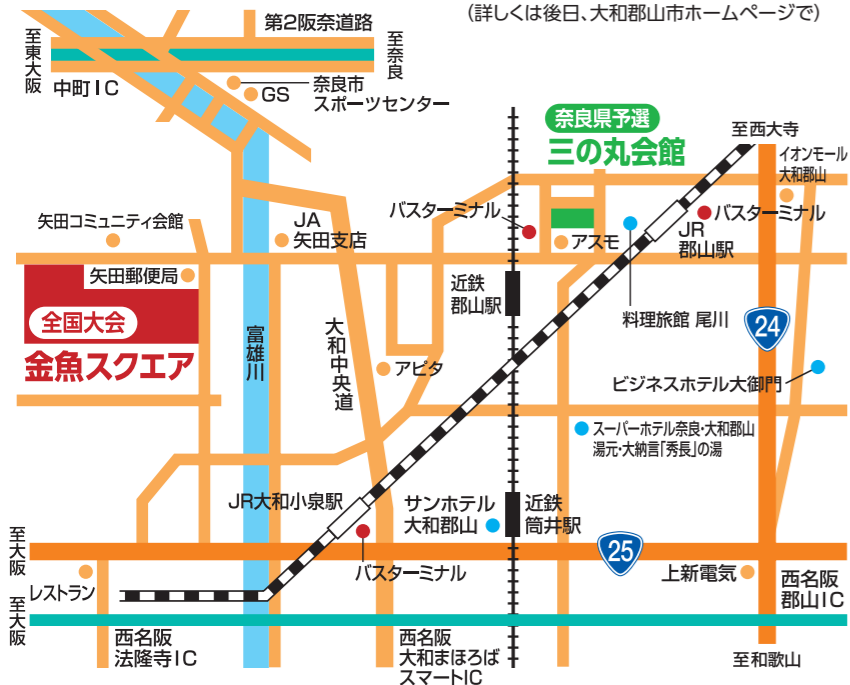 (詳しくは後日、大和郡山市ホームページで)
第2阪奈道路
至東大阪
至奈良
中町IC
奈良市
スポーツセンター
GS
奈良県予選
三の丸会館
至西大寺
イオンモール
大和郡山
バスターミナル
バスターミナル
矢田コミュニティ会館
JA
矢田支店
アスモ
JR
郡山駅
矢田郵便局
近鉄
郡山駅
料理旅館 尾川
24
全国大会
金魚スクエア
富雄川
大和中央道
アピタ
ビジネスホテル大御門
スーパーホテル奈良・大和郡山
湯元・大納言「秀長」の湯
JR大和小泉駅
サンホテル
大和郡山
近鉄
筒井駅
至大阪
25
レストラン
バスターミナル
上新電気
西名阪
郡山IC
至大阪
西名阪
法隆寺IC
西名阪
大和まほろば
スマートIC
至和歌山